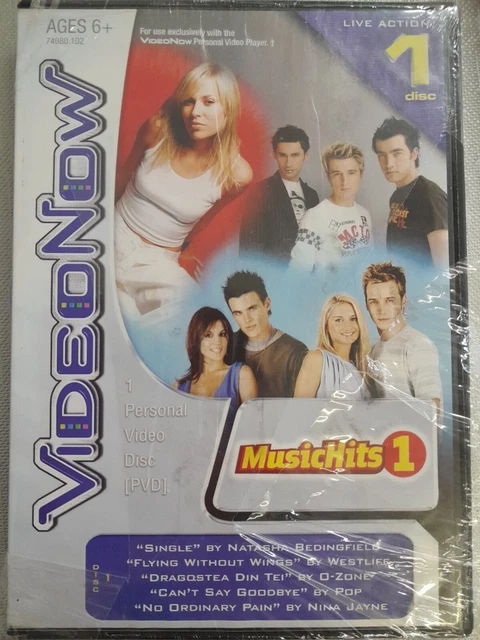 AGES 6+
74980.102
For use exclusively with the
VIDEONOW Personal Video Player. †
LIVE ACTION
1
disc
VIDEONOW
1
Personal
Video
Disc
[PVD]
MusicHits 1
DISC 1
"SINGLE" BY NATASHA BEDINGFIELD
"FLYING WITHOUT WINGS" BY WESTLIFE
"DRAGOSTEA DIN TEI" BY O-ZONE
"CAN'T SAY GOODBYE" BY POP
"NO ORDINARY PAIN" BY NINA JAYNE